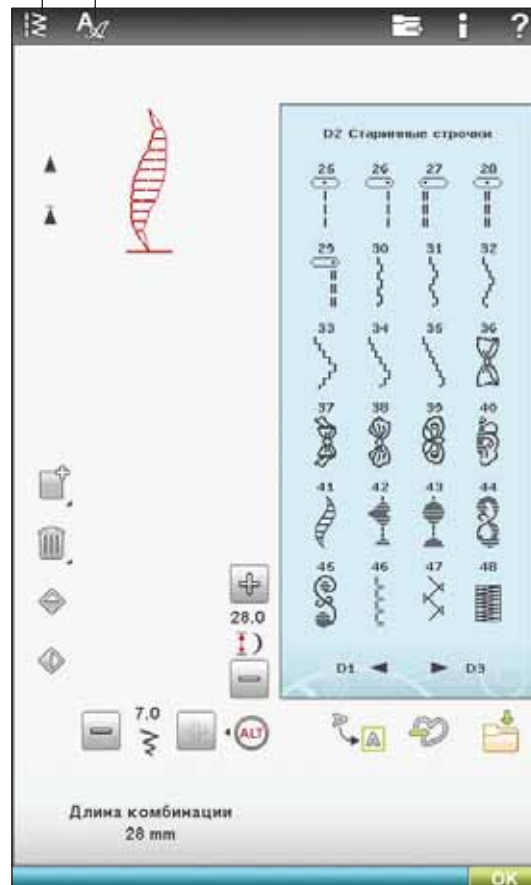 A
?
D2 Старинные строчки
25 26 27 28
29 30 31 32
33 34 35 36
37 38 39 40
41 42 43 44
45 46 47 48
28.0
D1 D3
7.0
ALT
A A
Длина комбинации
28 mm
OK